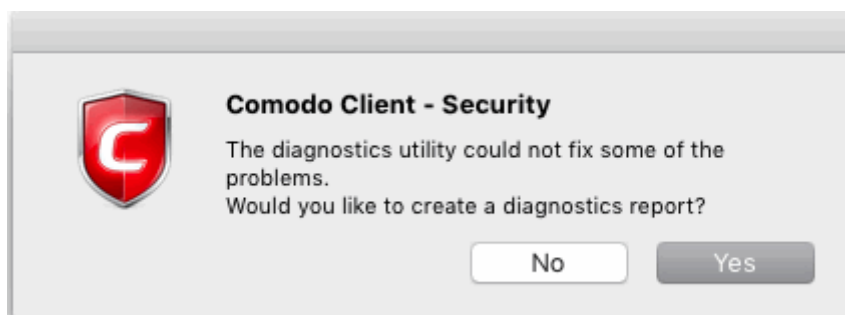 C
Comodo Client - Security
The diagnostics utility could not fix some of the
problems.
Would you like to create a diagnostics report?
No
Yes